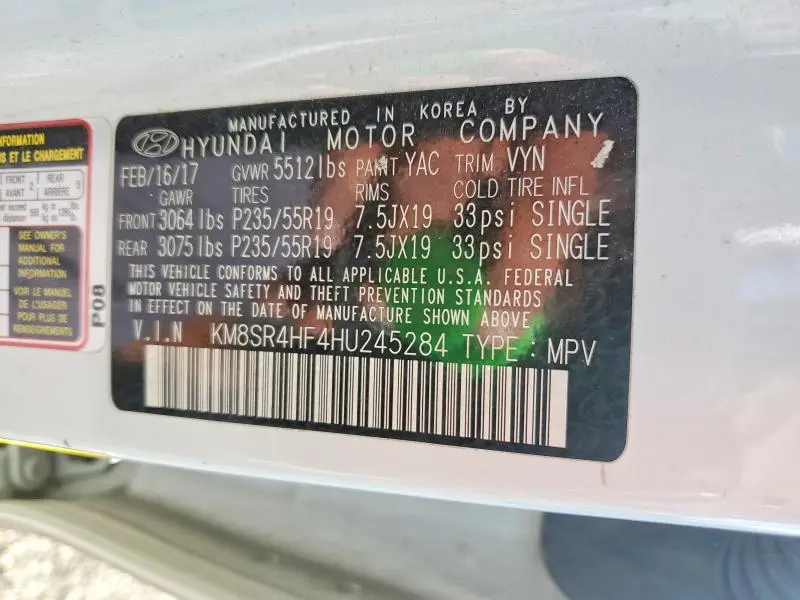 MANUFACTURED IN KOREA BY
HYUNDAI MOTOR COMPANY
FEB/16/17 GVWR 5512lbs PAINT YAC TRIM VYN
GAWR TIRES RIMS COLD TIRE INFL
FRONT 3064lbs P235/55R19 7.5JX19 33psi SINGLE
REAR 3075lbs P235/55R19 7.5JX19 33psi SINGLE
THIS VEHICLE CONFORMS TO ALL APPLICABLE U.S.A. FEDERAL
MOTOR VEHICLE SAFETY AND THEFT PREVENTION STANDARDS
IN EFFECT ON THE DATE OF MANUFACTURE SHOWN ABOVE.
V.I.N KM8SR4HF4HU245284 TYPE : MPV
INFORMATION
US ET LE CHARGEMENT
FRONT
AVANT 2
REAR
ARRIÈRE
SEE OWNER'S
MANUAL FOR
ADDITIONAL
INFORMATION
VOIR LE MANUEL
DE L'USAGER
POUR PLUS DE
RENSEIGNEMENTS
P08